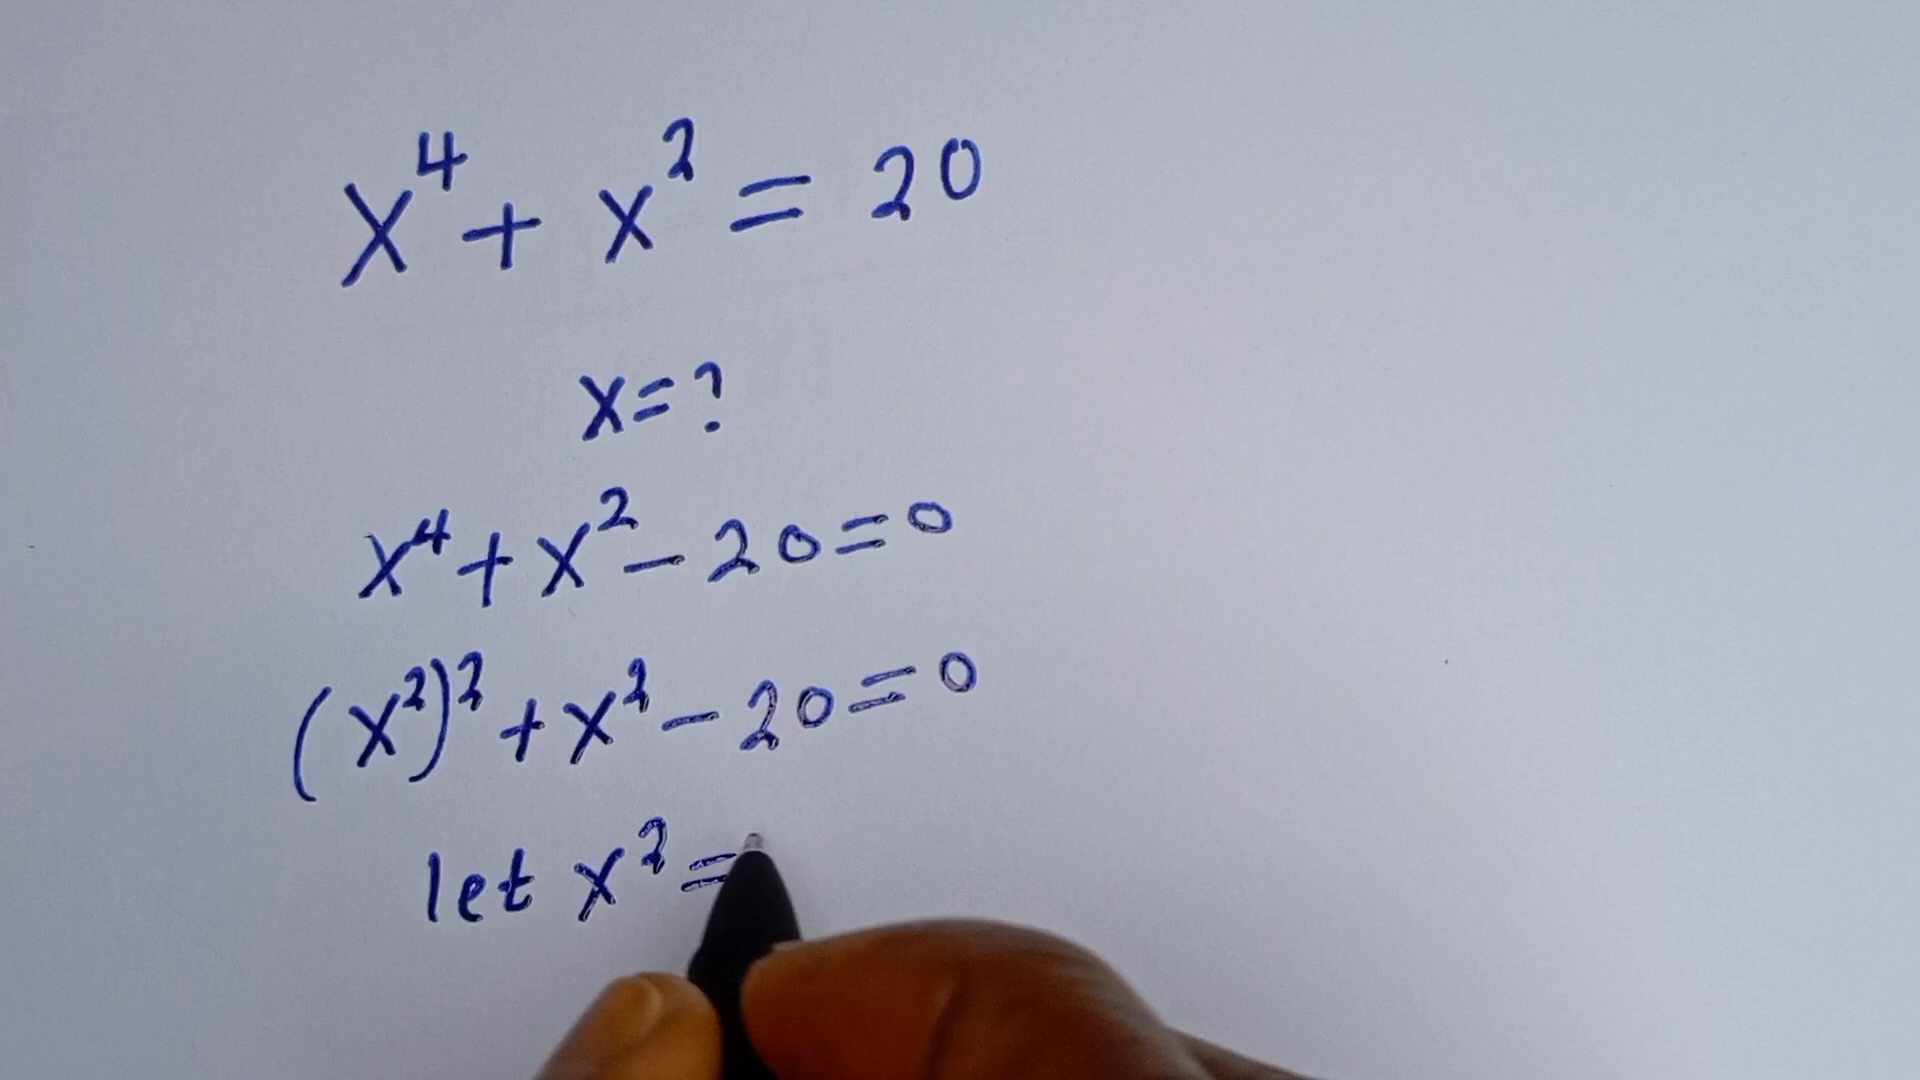 x⁴ + x² = 20
x = ?
x⁴ + x² - 20 = 0
(x²)² + x² - 20 = 0
let x² =